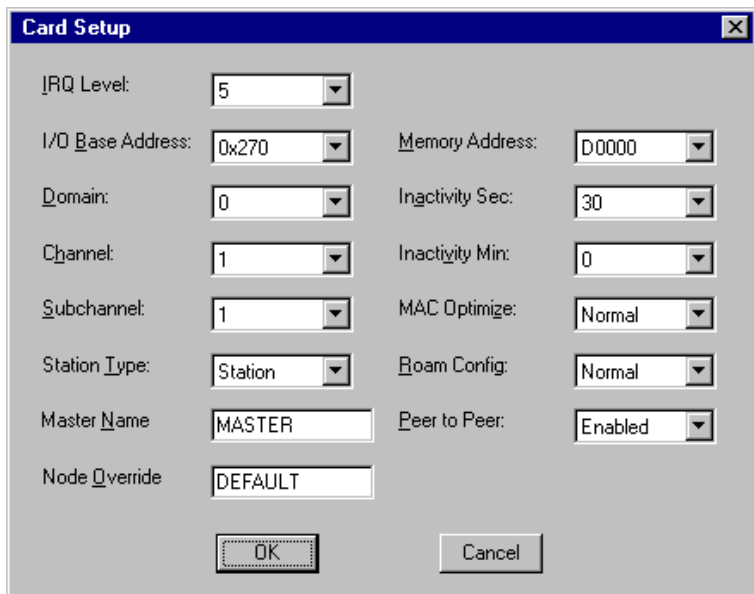 Card Setup
IRQ Level: 5
I/O Base Address: 0x270 Memory Address: D0000
Domain: 0 Inactivity Sec: 30
Channel: 1 Inactivity Min: 0
Subchannel: 1 MAC Optimize: Normal
Station Type: Station Roam Config: Normal
Master Name MASTER Peer to Peer: Enabled
Node Override DEFAULT
OK Cancel